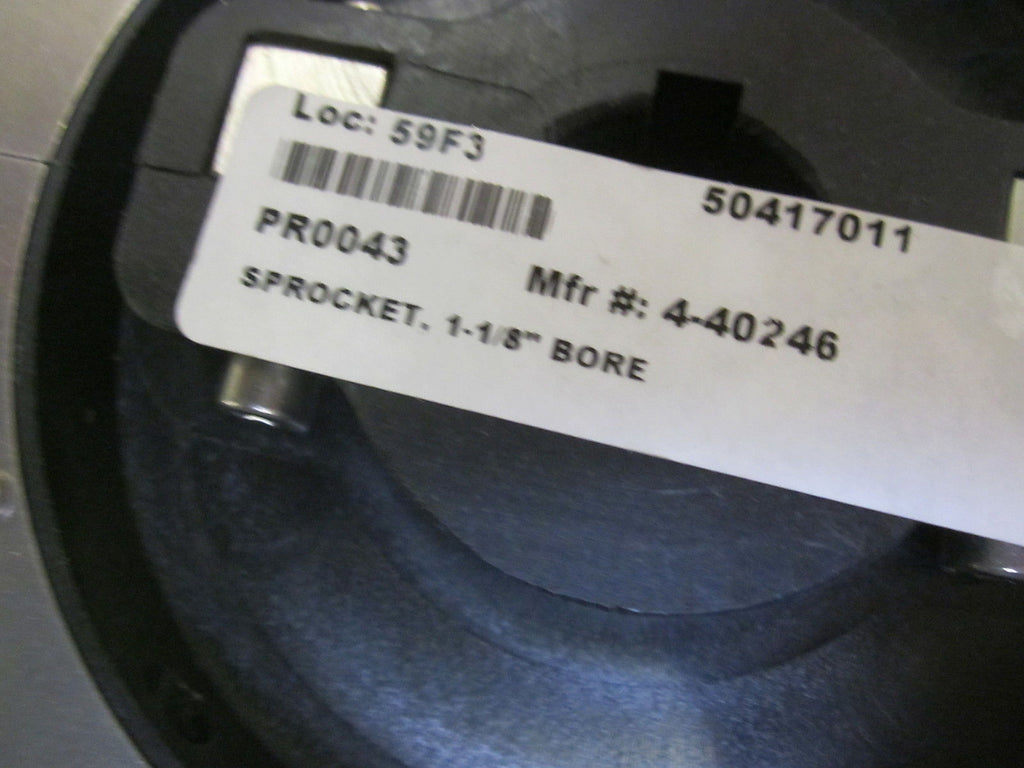 Loc: 59F3
50417011
PR0043
Mfr #: 4-40246
SPROCKET. 1-1/8" BORE